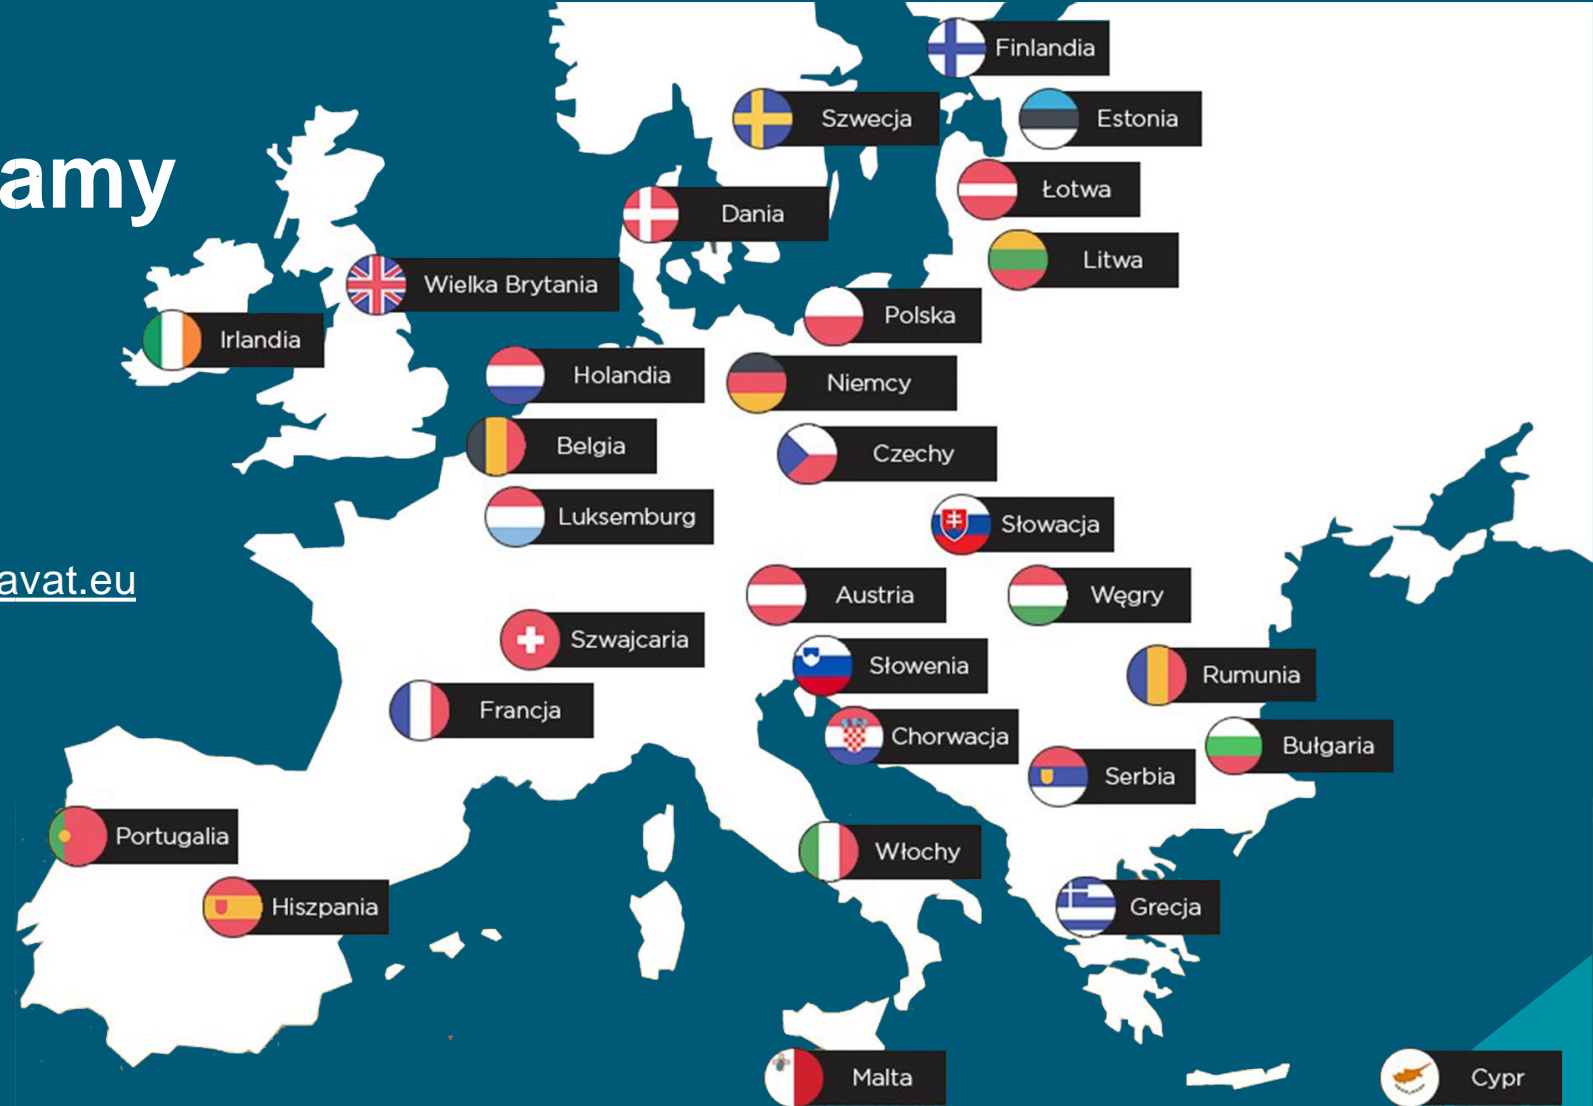 Finlandia
Szwecja
Estonia
amy
Łotwa
Dania
Litwa
Wielka Brytania
Polska
Irlandia
Holandia
Niemcy
Belgia
Czechy
Luksemburg
Słowacja
avat.eu
Austria
Węgry
Szwajcaria
Słowenia
Rumunia
Francja
Chorwacja
Bułgaria
Serbia
Portugalia
Włochy
Hiszpania
Grecja
Malta
Cypr